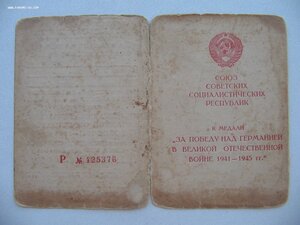 Р № 125376
СОЮЗ
СОВЕТСКИХ
СОЦИАЛИСТИЧЕСКИХ
РЕСПУБЛИК
К МЕДАЛИ
„ЗА ПОБЕДУ НАД ГЕРМАНИЕЙ
В ВЕЛИКОЙ ОТЕЧЕСТВЕННОЙ
ВОЙНЕ 1941—1945 гг.“